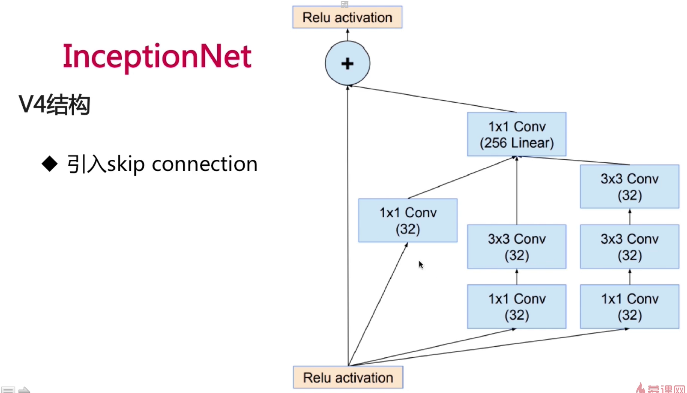 InceptionNet
V4结构
◆ 引入skip connection
Relu activation
+
1x1 Conv
(256 Linear)
3x3 Conv
(32)
1x1 Conv
(32)
3x3 Conv
(32)
3x3 Conv
(32)
1x1 Conv
(32)
1x1 Conv
(32)
Relu activation
慕课网